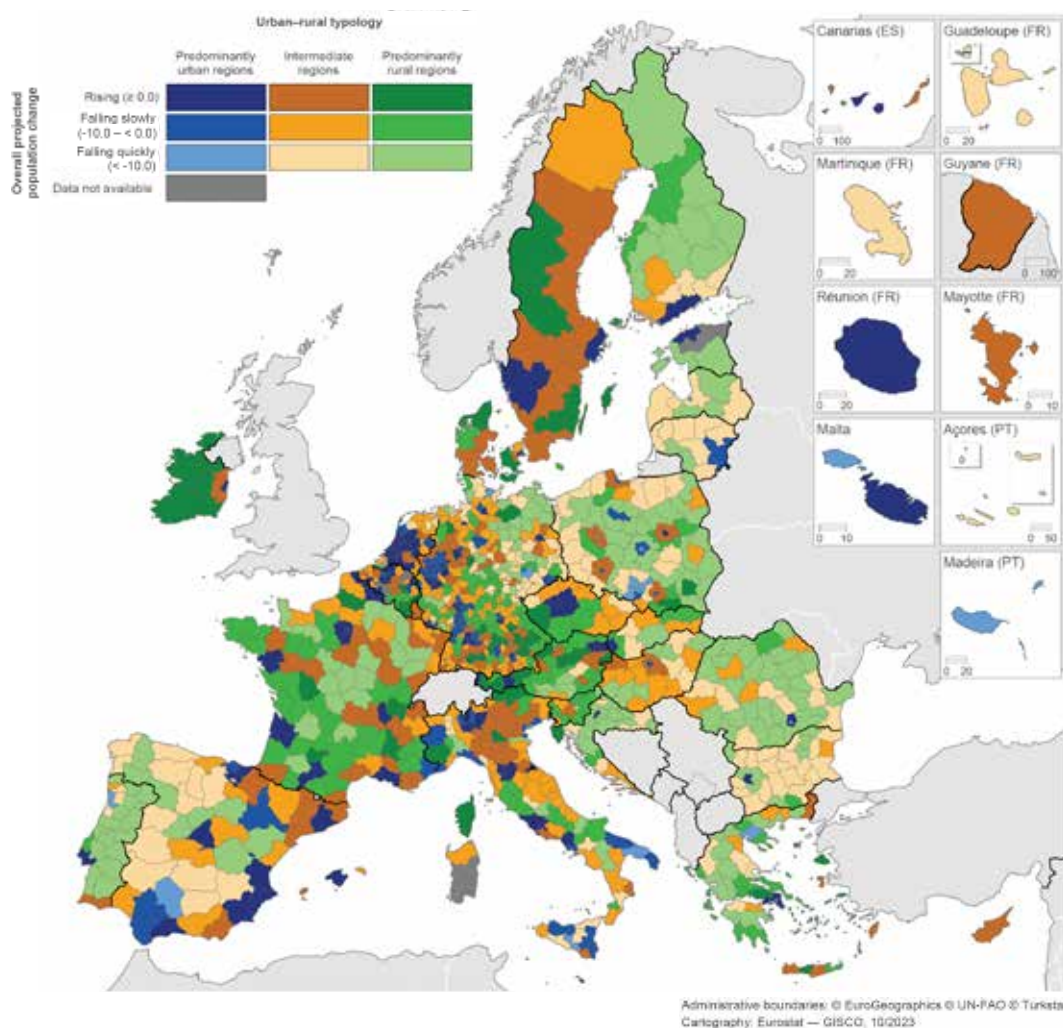 Urban–rural typology
Predominantly
urban regions
Intermediate
regions
Predominantly
rural regions
Overall projected
population change
Rising (≥ 0.0)
Falling slowly
(-10.0 – < 0.0)
Falling quickly
(< -10.0)
Data not available
Canarias (ES)
0 100
Guadeloupe (FR)
0 20
Martinique (FR)
0 20
Guyane (FR)
0 100
Réunion (FR)
0 20
Mayotte (FR)
0 10
Malta
0 10
Açores (PT)
0 50
Madeira (PT)
0 20
Administrative boundaries: © EuroGeographics © UN-FAO © Turksta
Cartography: Eurostat — GISCO, 10/2023